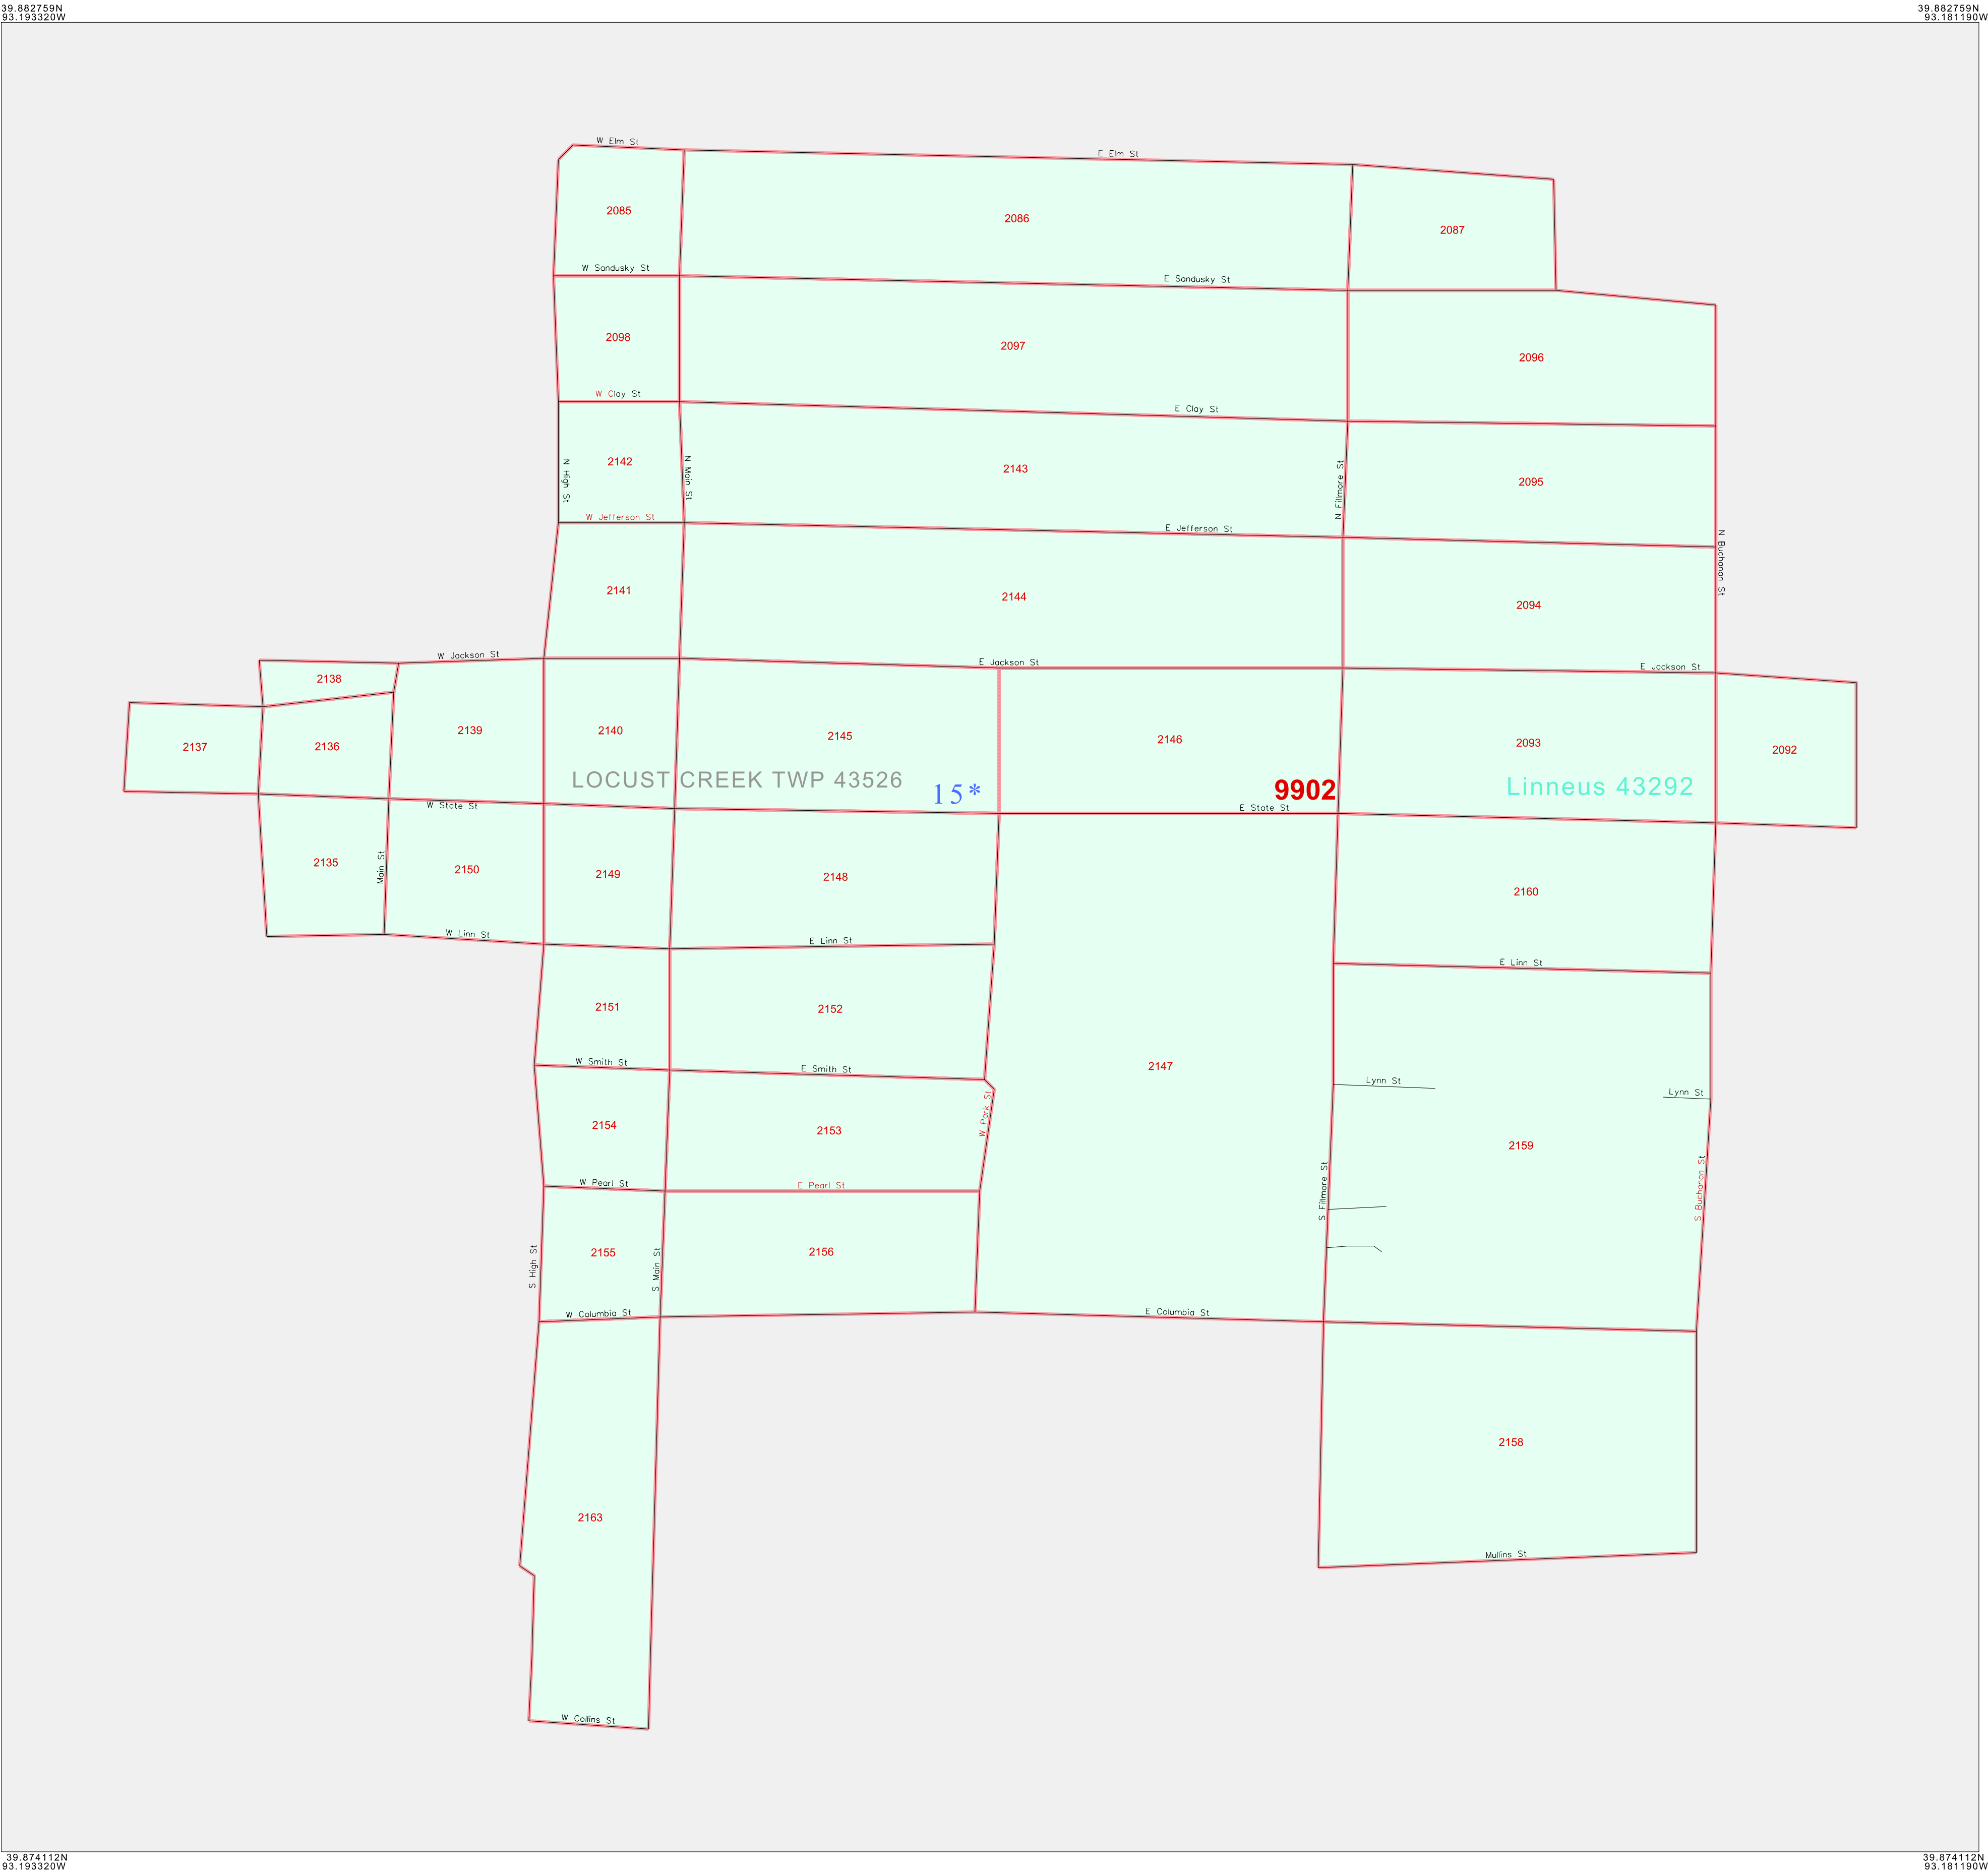 39.882759N
93.193320W
39.882759N
93.181190W
W Elm St
E Elm St
2085
2086
2087
W Sandusky St
E Sandusky St
2098
2097
2096
W Clay St
E Clay St
N High St
2142
N Main St
2143
N Fillmore St
2095
W Jefferson St
E Jefferson St
N Buchanan St
2141
2144
2094
W Jackson St
E Jackson St
E Jackson St
2138
2137
2136
2139
2140
2145
2146
2093
2092
LOCUST CREEK TWP 43526
15*
9902
Linneus 43292
W State St
E State St
2135
Main St
2150
2149
2148
2160
W Linn St
E Linn St
E Linn St
2151
2152
2147
W Smith St
E Smith St
Lynn St
Lynn St
W Park St
2154
2153
2159
W Pearl St
E Pearl St
S Fillmore St
S Buchanan St
S High St
2155
S Main St
2156
W Columbia St
E Columbia St
2158
2163
Mullins St
W Collins St
39.874112N
93.193320W
39.874112N
93.181190W